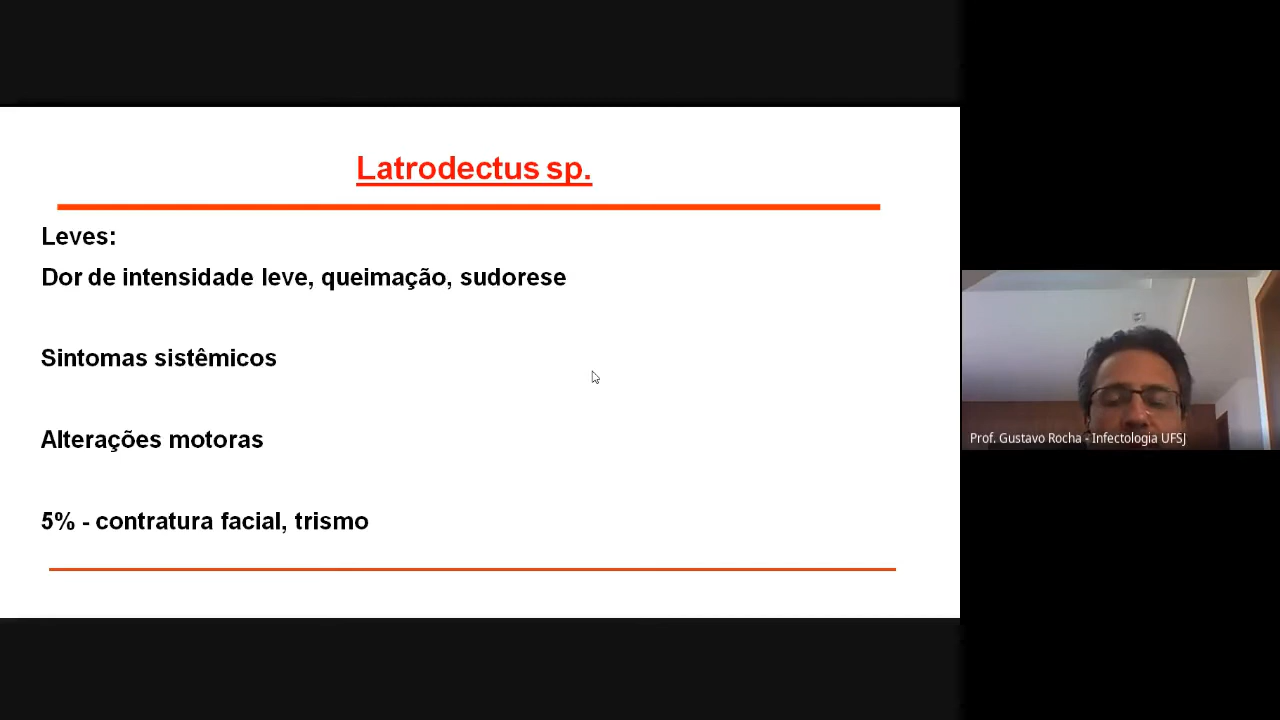 Latrodectus sp.
Leves:
Dor de intensidade leve, queimação, sudorese
Sintomas sistêmicos
Alterações motoras
5% - contratura facial, trismo
Prof. Gustavo Rocha - Infectologia UFSJ